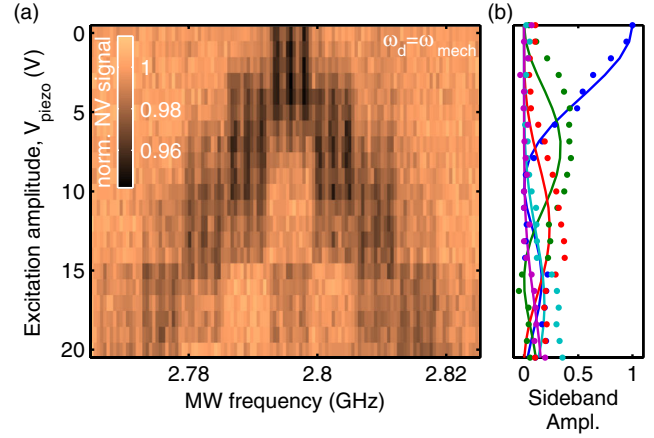 (a)
(b)
ω_d=ω_mech
norm. NV signal
1
0.98
0.96
Excitation amplitude, V_piezo (V)
0
5
10
15
20
2.78
2.8
2.82
MW frequency (GHz)
0
0.5
1
Sideband
Ampl.